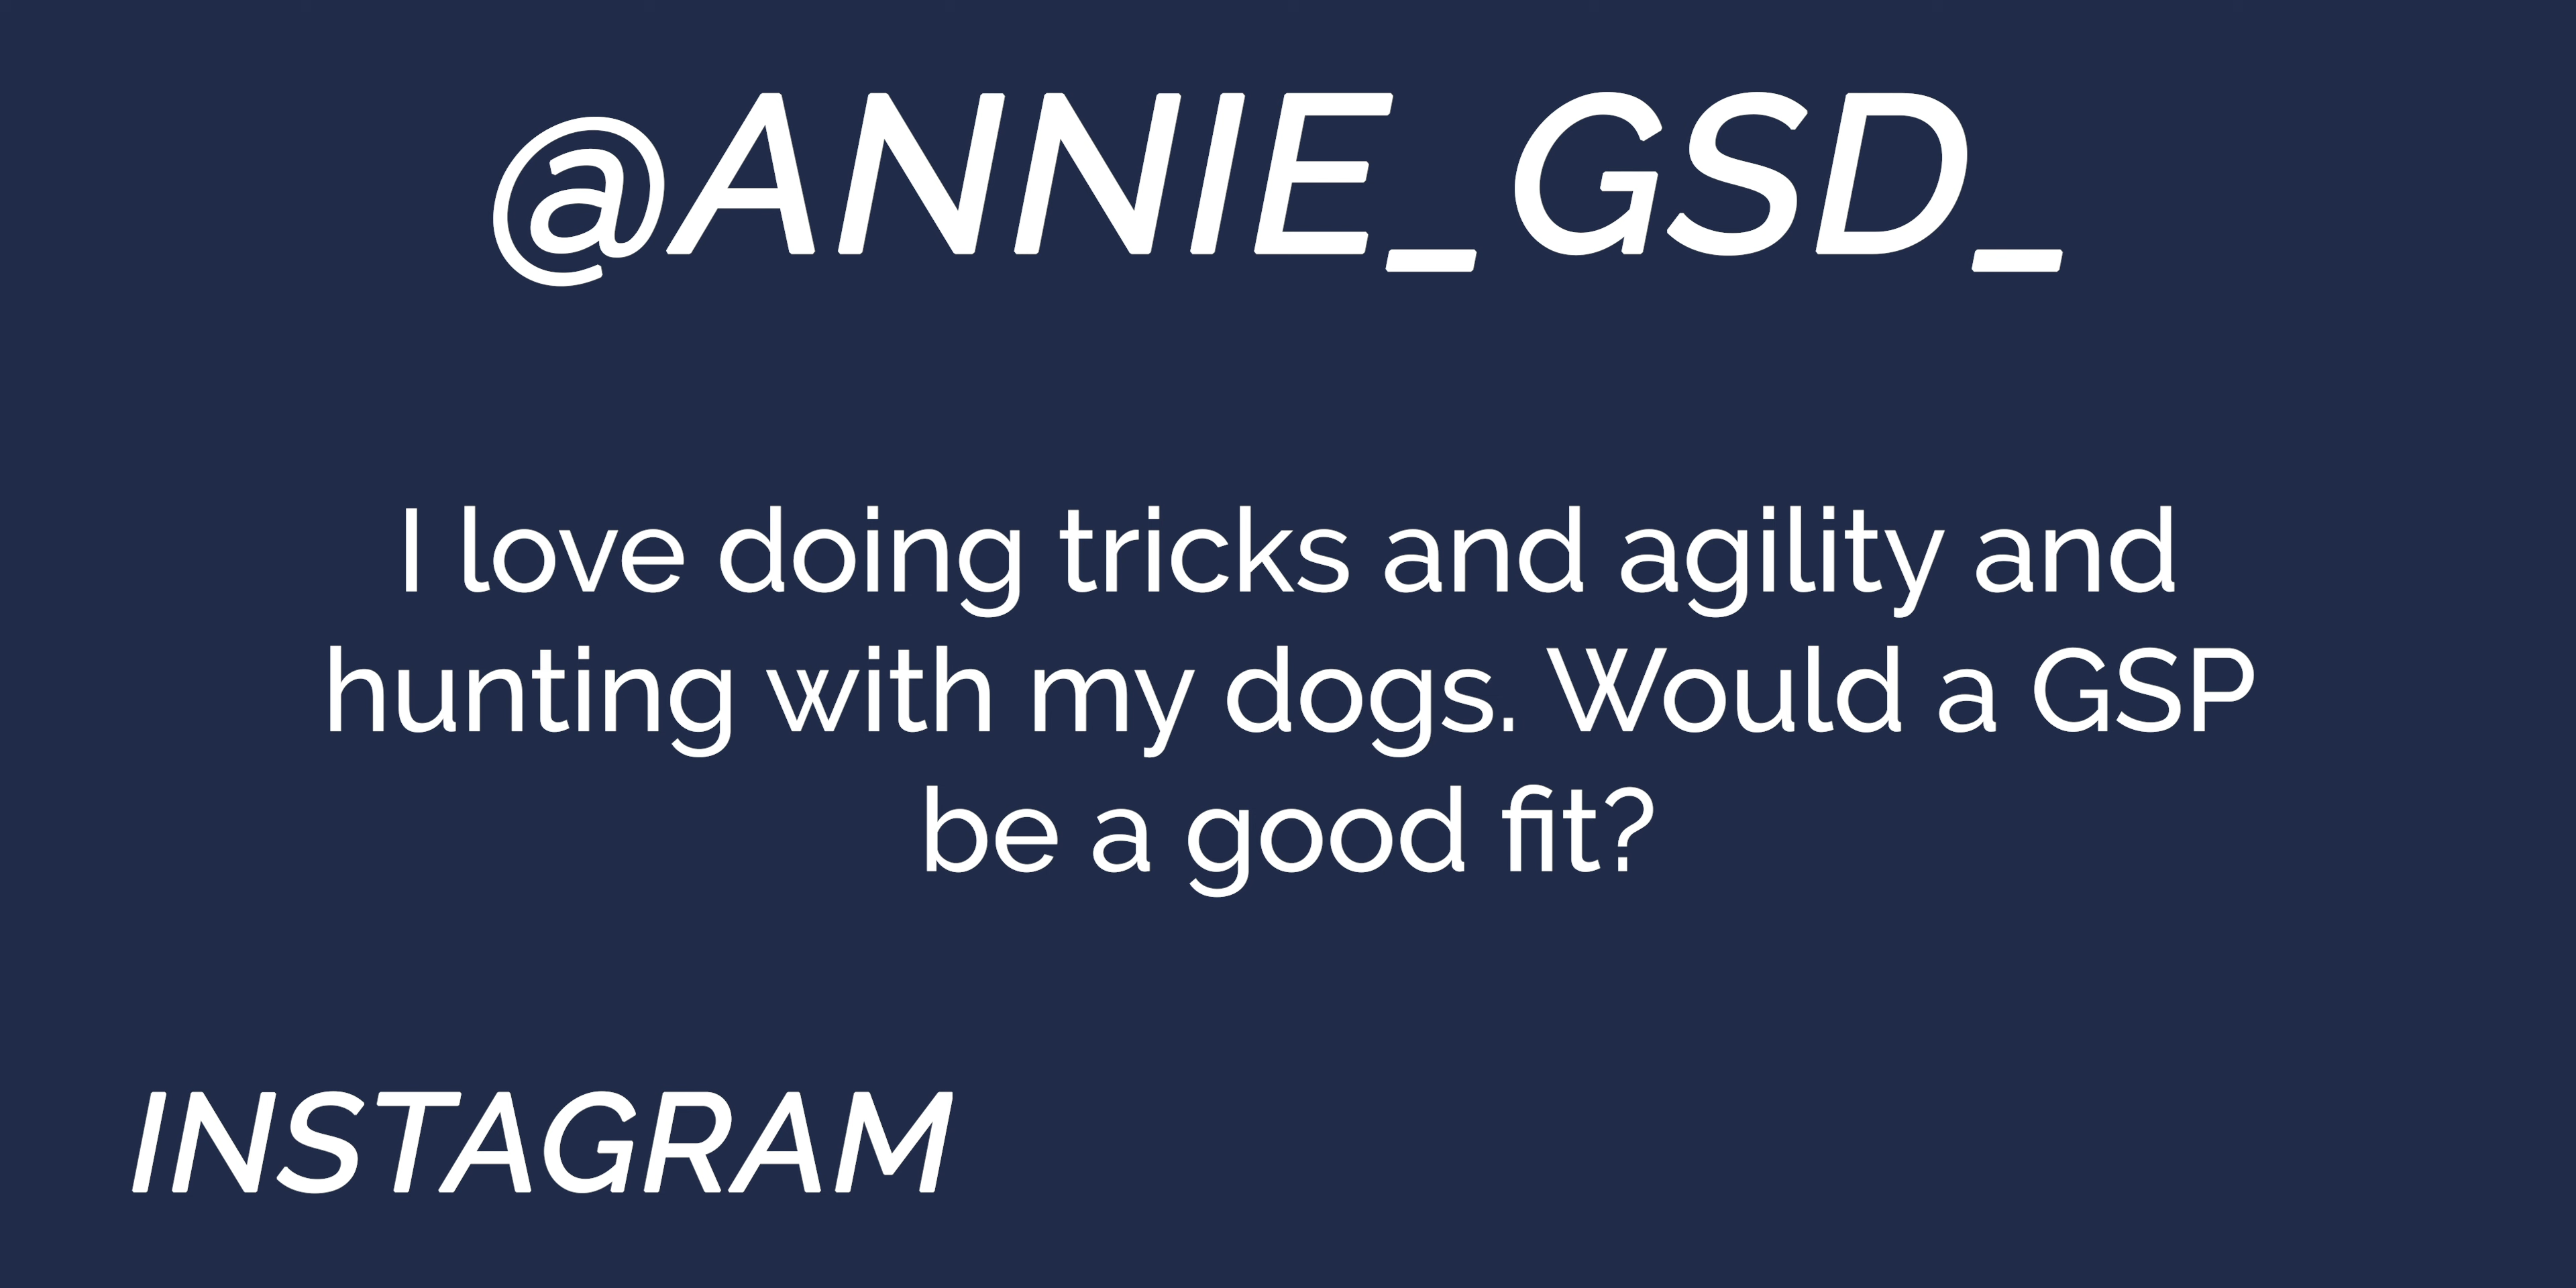 @ANNIE_GSD_
I love doing tricks and agility and
hunting with my dogs. Would a GSP
be a good fit?
INSTAGRAM